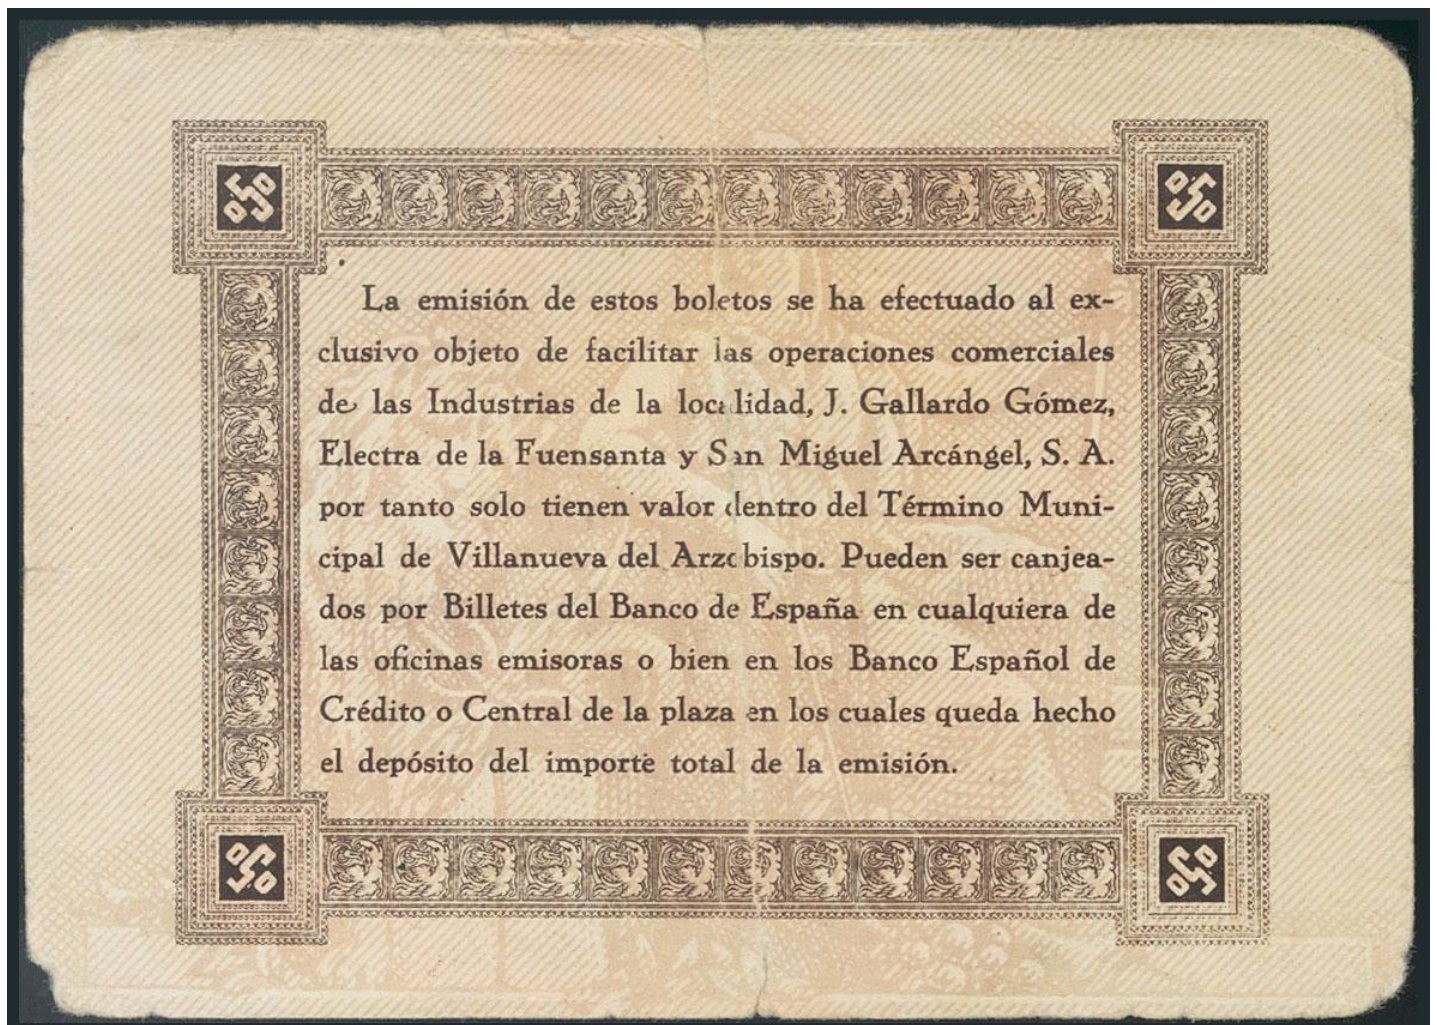 La emisión de estos boletos se ha efectuado al ex-
clusivo objeto de facilitar las operaciones comerciales
de las Industrias de la localidad, J. Gallardo Gómez,
Electra de la Fuensanta y San Miguel Arcángel, S. A.
por tanto solo tienen valor dentro del Término Muni-
cipal de Villanueva del Arzobispo. Pueden ser canjea-
dos por Billetes del Banco de España en cualquiera de
las oficinas emisoras o bien en los Banco Español de
Crédito o Central de la plaza en los cuales queda hecho
el depósito del importe total de la emisión.